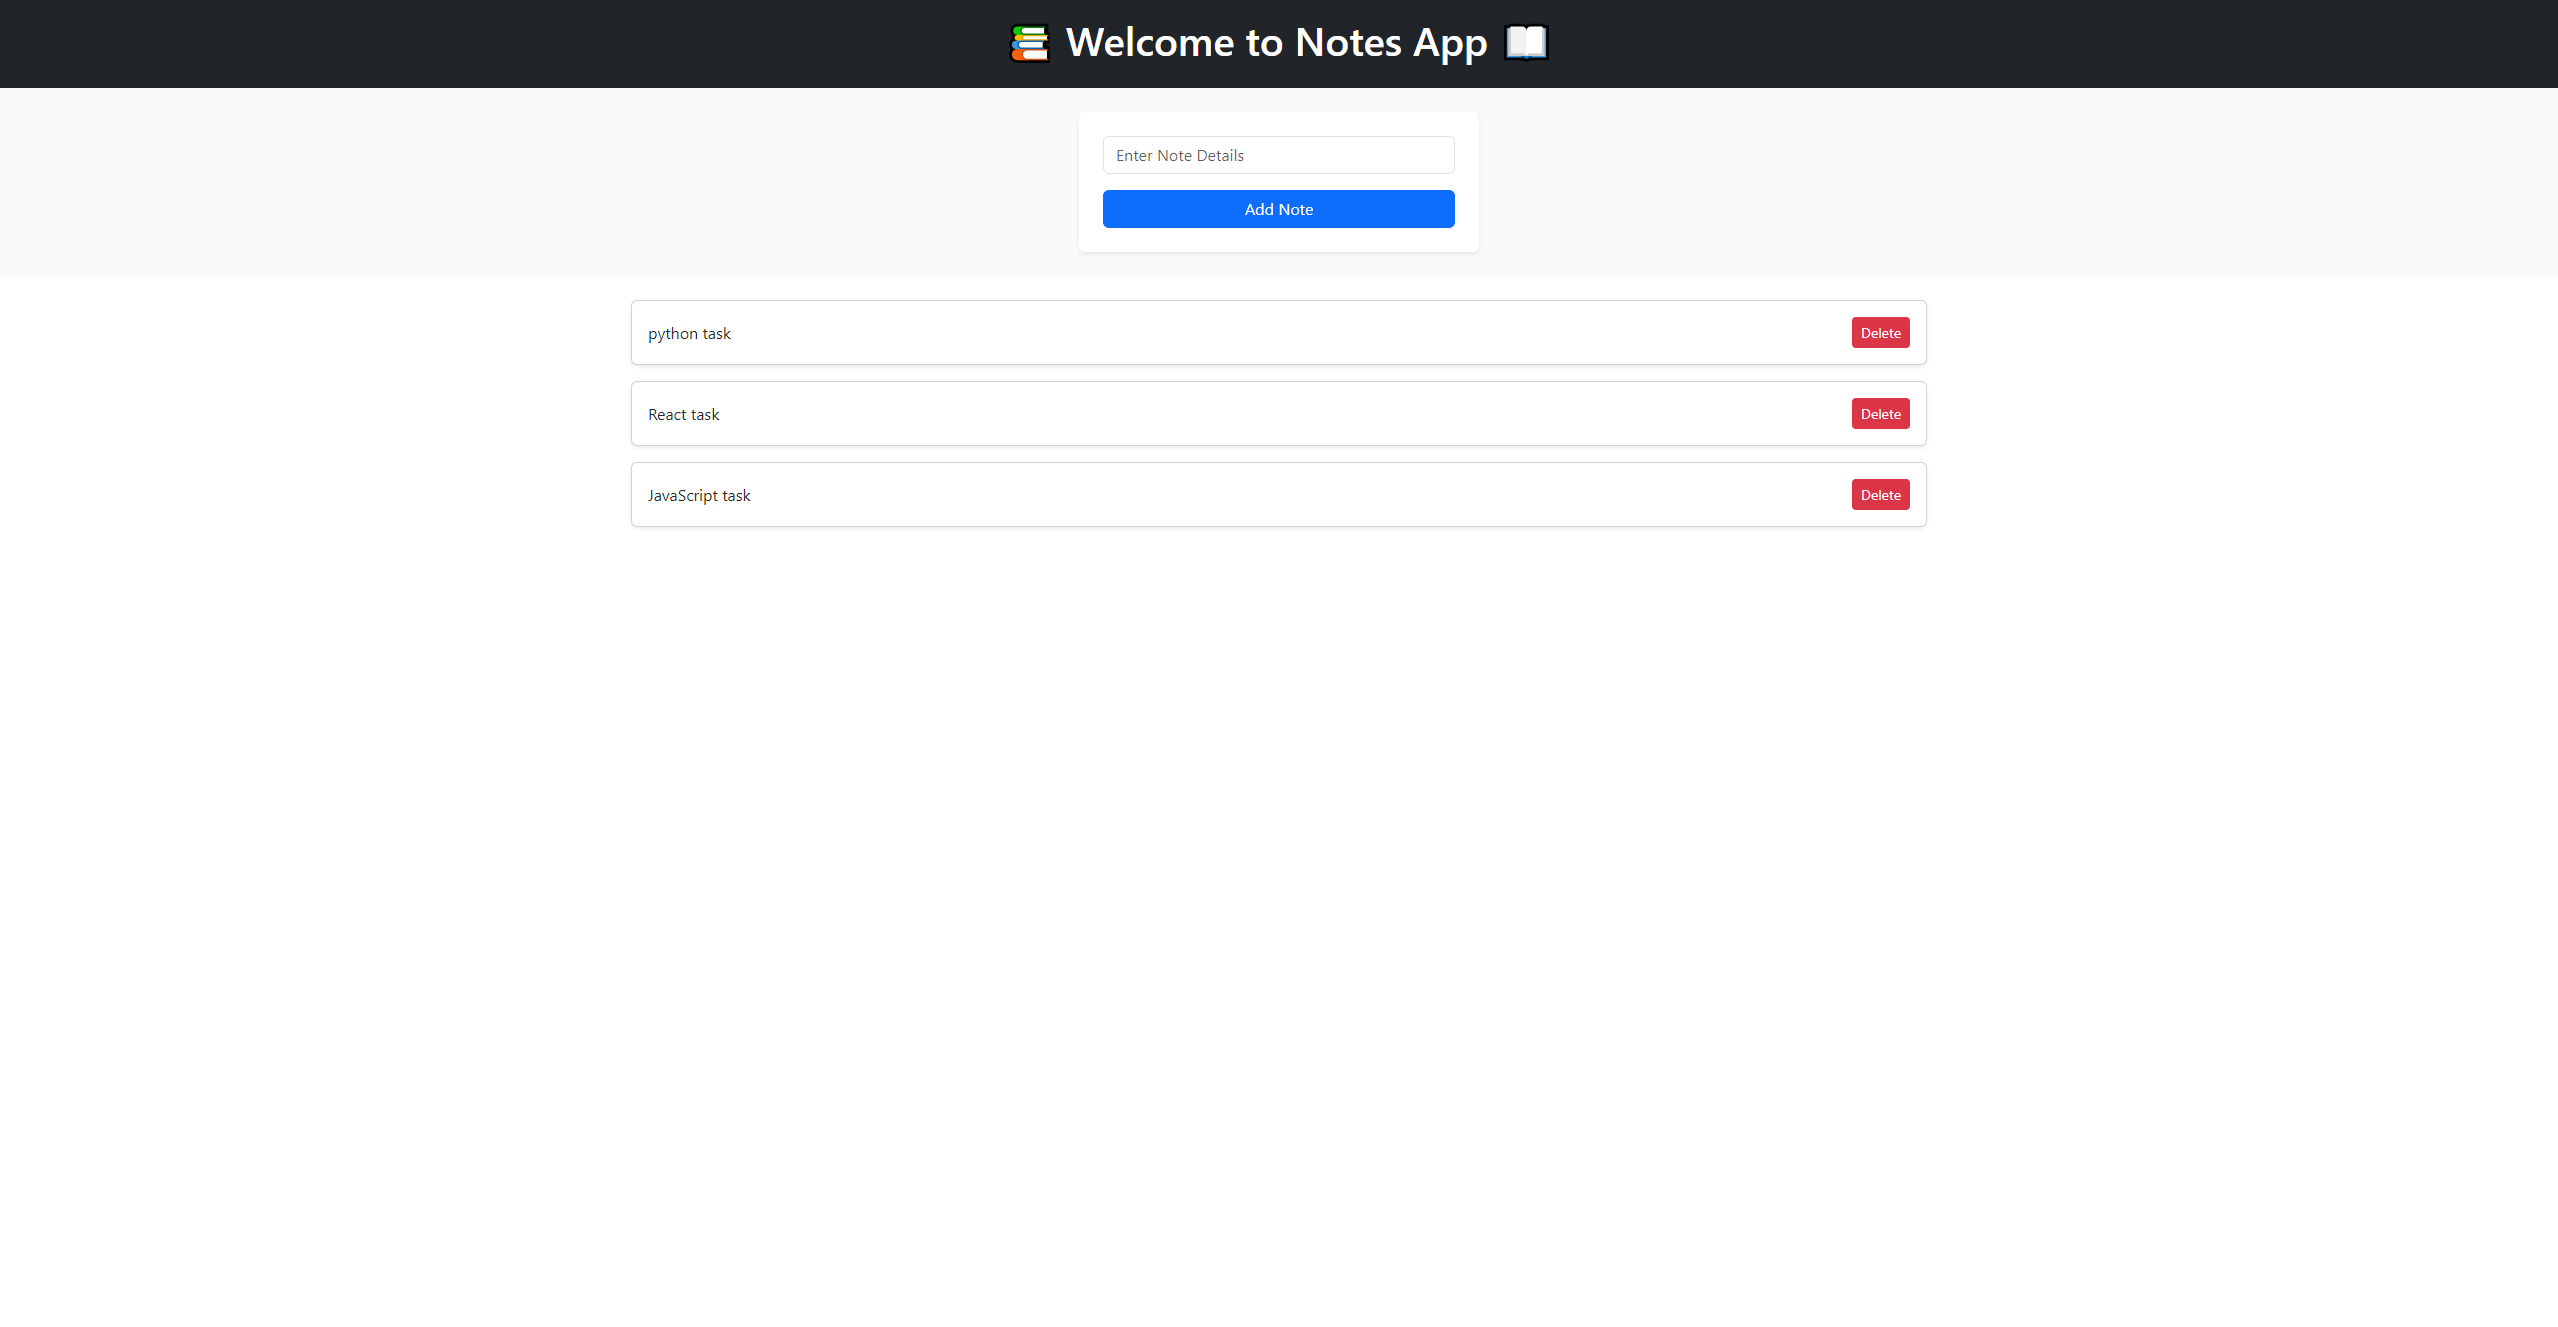 📚 Welcome to Notes App 📖
Enter Note Details
Add Note
python task Delete
React task Delete
JavaScript task Delete